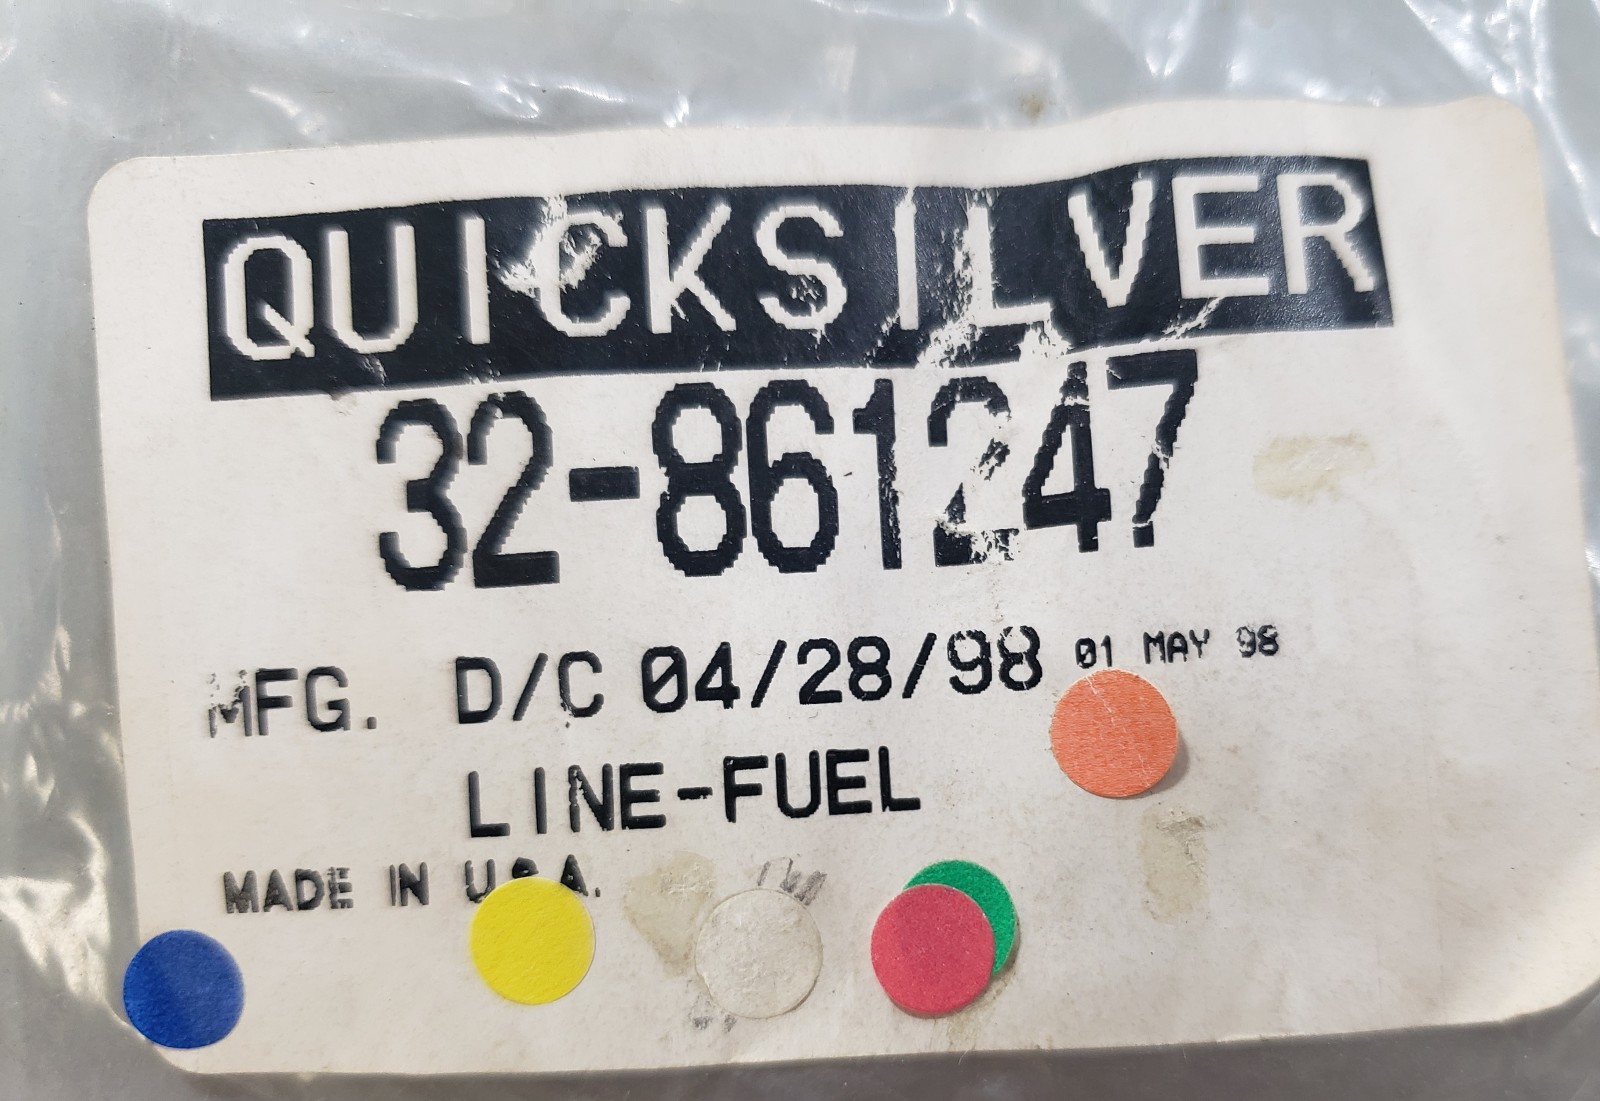 QUICKSILVER
32-861247
MFG. D/C 04/28/98 01 MAY 98
LINE-FUEL
MADE IN U.S.A.